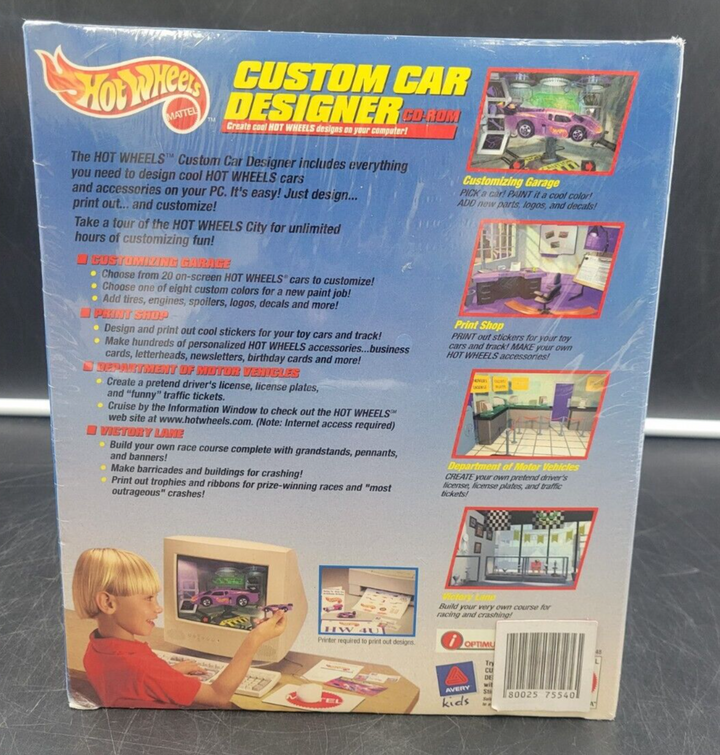 HOT WHEELS
MATTEL
TM
CUSTOM CAR
DESIGNER CD-ROM
Create cool HOT WHEELS designs on your computer!
The HOT WHEELS™ Custom Car Designer includes everything
you need to design cool HOT WHEELS cars
and accessories on your PC. It's easy! Just design...
print out... and customize!
Take a tour of the HOT WHEELS City for unlimited
hours of customizing fun!
CUSTOMIZING GARAGE
Choose from 20 on-screen HOT WHEELS® cars to customize!
Choose one of eight custom colors for a new paint job!
Add tires, engines, spoilers, logos, decals and more!
PRINT SHOP
Design and print out cool stickers for your toy cars and track!
Make hundreds of personalized HOT WHEELS accessories...business
cards, letterheads, newsletters, birthday cards and more!
DEPARTMENT OF MOTOR VEHICLES
Create a pretend driver's license, license plates,
and "funny" traffic tickets.
Cruise by the Information Window to check out the HOT WHEELS℠
web site at www.hotwheels.com. (Note: Internet access required)
VICTORY LANE
Build your own race course complete with grandstands, pennants,
and banners!
Make barricades and buildings for crashing!
Print out trophies and ribbons for prize-winning races and "most
outrageous" crashes!
Customizing Garage
PICK a car! PAINT it a cool color!
ADD new parts, logos, and decals!
Print Shop
PRINT out stickers for your toy
cars and track! MAKE your own
HOT WHEELS accessories!
Department of Motor Vehicles
CREATE your own pretend driver's
license, license plates, and traffic
tickets!
Victory Lane
Build your very own course for
racing and crashing!
HW 4U
Printer required to print out designs.
OPTIMU
AVERY
kids
Try
CU
DE
wit
80025 75540